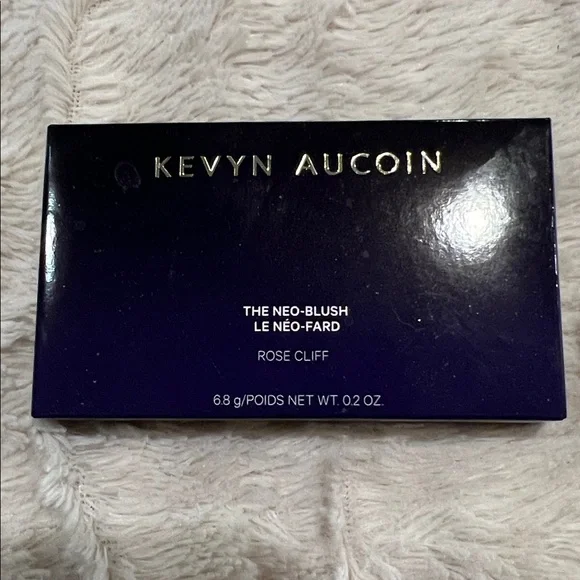 KEVYN AUCOIN
THE NEO-BLUSH
LE NÉO-FARD
ROSE CLIFF
6.8 g/POIDS NET WT. 0.2 OZ.